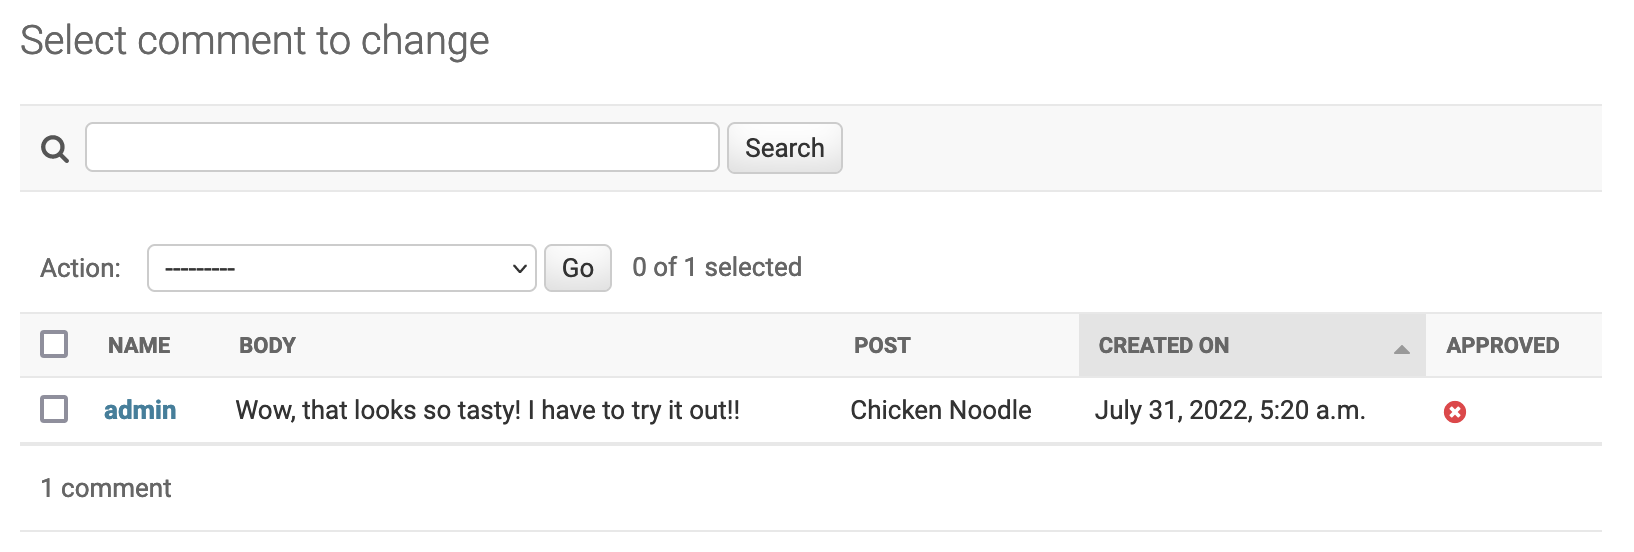 Select comment to change
Search
Action: --------- Go 0 of 1 selected
NAME BODY POST CREATED ON APPROVED
admin Wow, that looks so tasty! I have to try it out!! Chicken Noodle July 31, 2022, 5:20 a.m.
1 comment